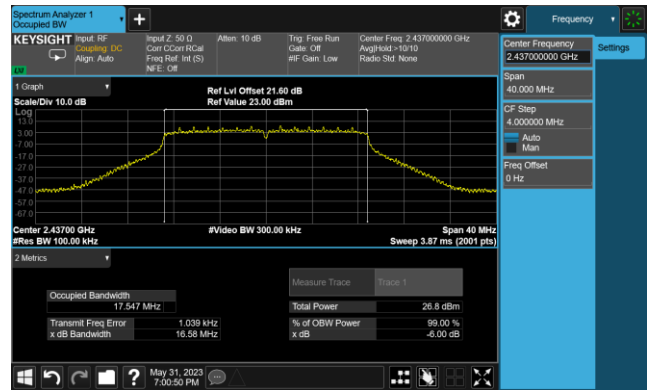 Spectrum Analyzer 1
Occupied BW
Frequency
KEYSIGHT
Input: RF
Coupling: DC
Align: Auto
Input Z: 50 Ω
Corr CCorr RCal
Freq Ref: Int (S)
NFE: Off
Atten: 10 dB
Trig: Free Run
Gate: Off
#IF Gain: Low
Center Freq: 2.437000000 GHz
Avg|Hold:>10/10
Radio Std: None
Center Frequency
2.437000000 GHz
Settings
Span
40.000 MHz
CF Step
4.000000 MHz
Auto
Man
Freq Offset
0 Hz
1 Graph
Scale/Div 10.0 dB
Ref Lvl Offset 21.60 dB
Ref Value 23.00 dBm
Log
13.0
3.00
-7.00
-17.0
-27.0
-37.0
-47.0
-57.0
-67.0
Center 2.43700 GHz
#Video BW 300.00 kHz
Span 40 MHz
#Res BW 100.00 kHz
Sweep 3.87 ms (2001 pts)
2 Metrics
Measure Trace
Trace 1
Occupied Bandwidth
17.547 MHz
Total Power
26.8 dBm
Transmit Freq Error
1.039 kHz
% of OBW Power
99.00 %
x dB Bandwidth
16.58 MHz
x dB
-6.00 dB
May 31, 2023
7:00:50 PM